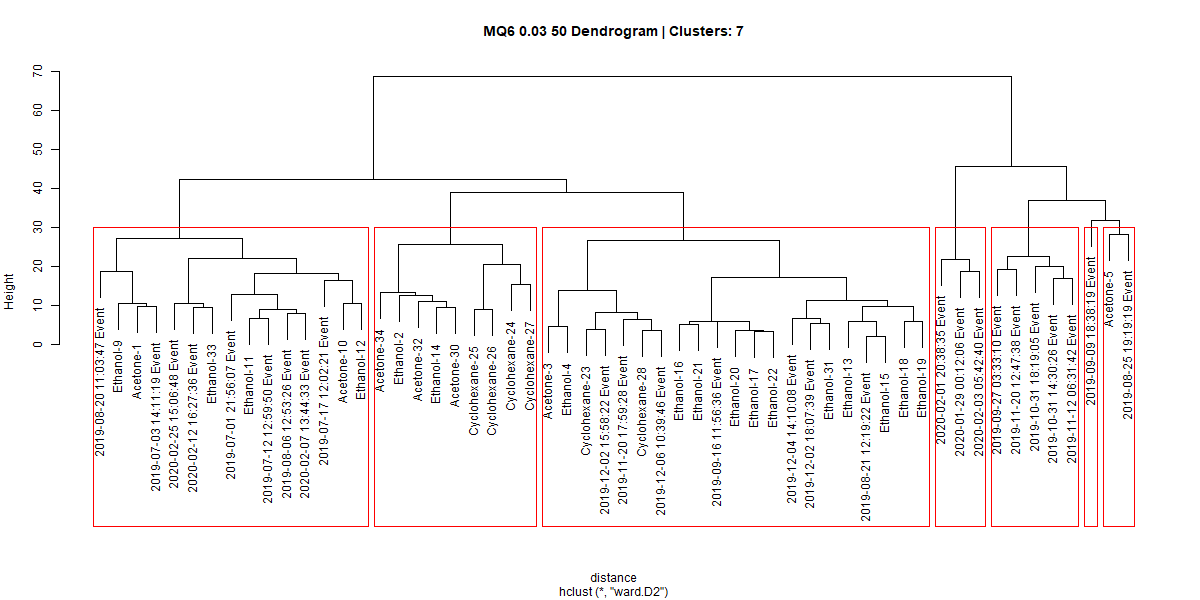 MQ6 0.03 50 Dendrogram | Clusters: 7
Height
70
60
50
40
30
20
10
0
2019-08-20 11:03:47 Event
Ethanol-9
Acetone-1
2019-07-03 14:11:19 Event
2020-02-25 15:06:48 Event
2020-02-12 16:27:36 Event
Ethanol-33
2019-07-01 21:56:07 Event
Ethanol-11
2019-07-12 12:59:50 Event
2019-08-06 12:53:26 Event
2020-02-07 13:44:33 Event
2019-07-17 12:02:21 Event
Acetone-10
Ethanol-12
Acetone-34
Ethanol-2
Acetone-32
Ethanol-14
Acetone-30
Cyclohexane-25
Cyclohexane-26
Cyclohexane-24
Cyclohexane-27
Acetone-3
Ethanol-4
Cyclohexane-23
2019-12-02 15:58:22 Event
2019-11-20 17:59:28 Event
Cyclohexane-28
2019-12-06 10:39:46 Event
Ethanol-16
Ethanol-21
2019-09-16 11:56:36 Event
Ethanol-20
Ethanol-17
Ethanol-22
2019-12-04 14:10:08 Event
2019-12-02 18:07:39 Event
Ethanol-31
Ethanol-13
2019-08-21 12:19:22 Event
Ethanol-15
Ethanol-18
Ethanol-19
2020-02-01 20:38:35 Event
2020-01-29 00:12:06 Event
2020-02-03 05:42:40 Event
2019-09-27 03:33:10 Event
2019-11-20 12:47:38 Event
2019-10-31 18:19:05 Event
2019-10-31 14:30:26 Event
2019-11-12 06:31:42 Event
2019-09-09 18:38:19 Event
Acetone-5
2019-08-25 19:19:19 Event
distance
hclust (*, "ward.D2")